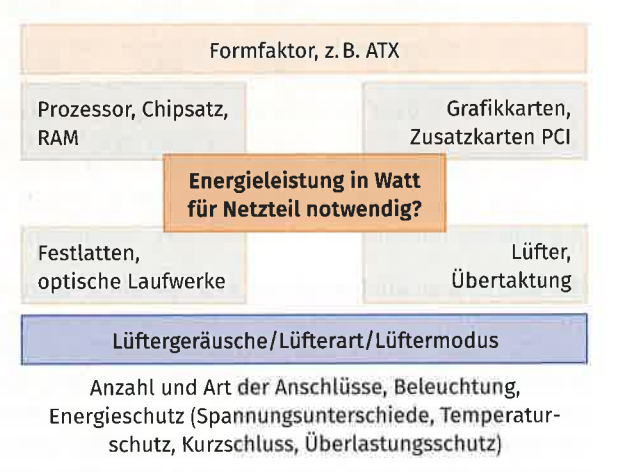 Formfaktor, z. B. ATX
Prozessor, Chipsatz,
RAM
Grafikkarten,
Zusatzkarten PCI
Energieleistung in Watt
für Netzteil notwendig?
Festlatten,
optische Laufwerke
Lüfter,
Übertaktung
Lüftergeräusche/Lüfterart/Lüftermodus
Anzahl und Art der Anschlüsse, Beleuchtung,
Energieschutz (Spannungsunterschiede, Temperatur-
schutz, Kurzschluss, Überlastungsschutz)